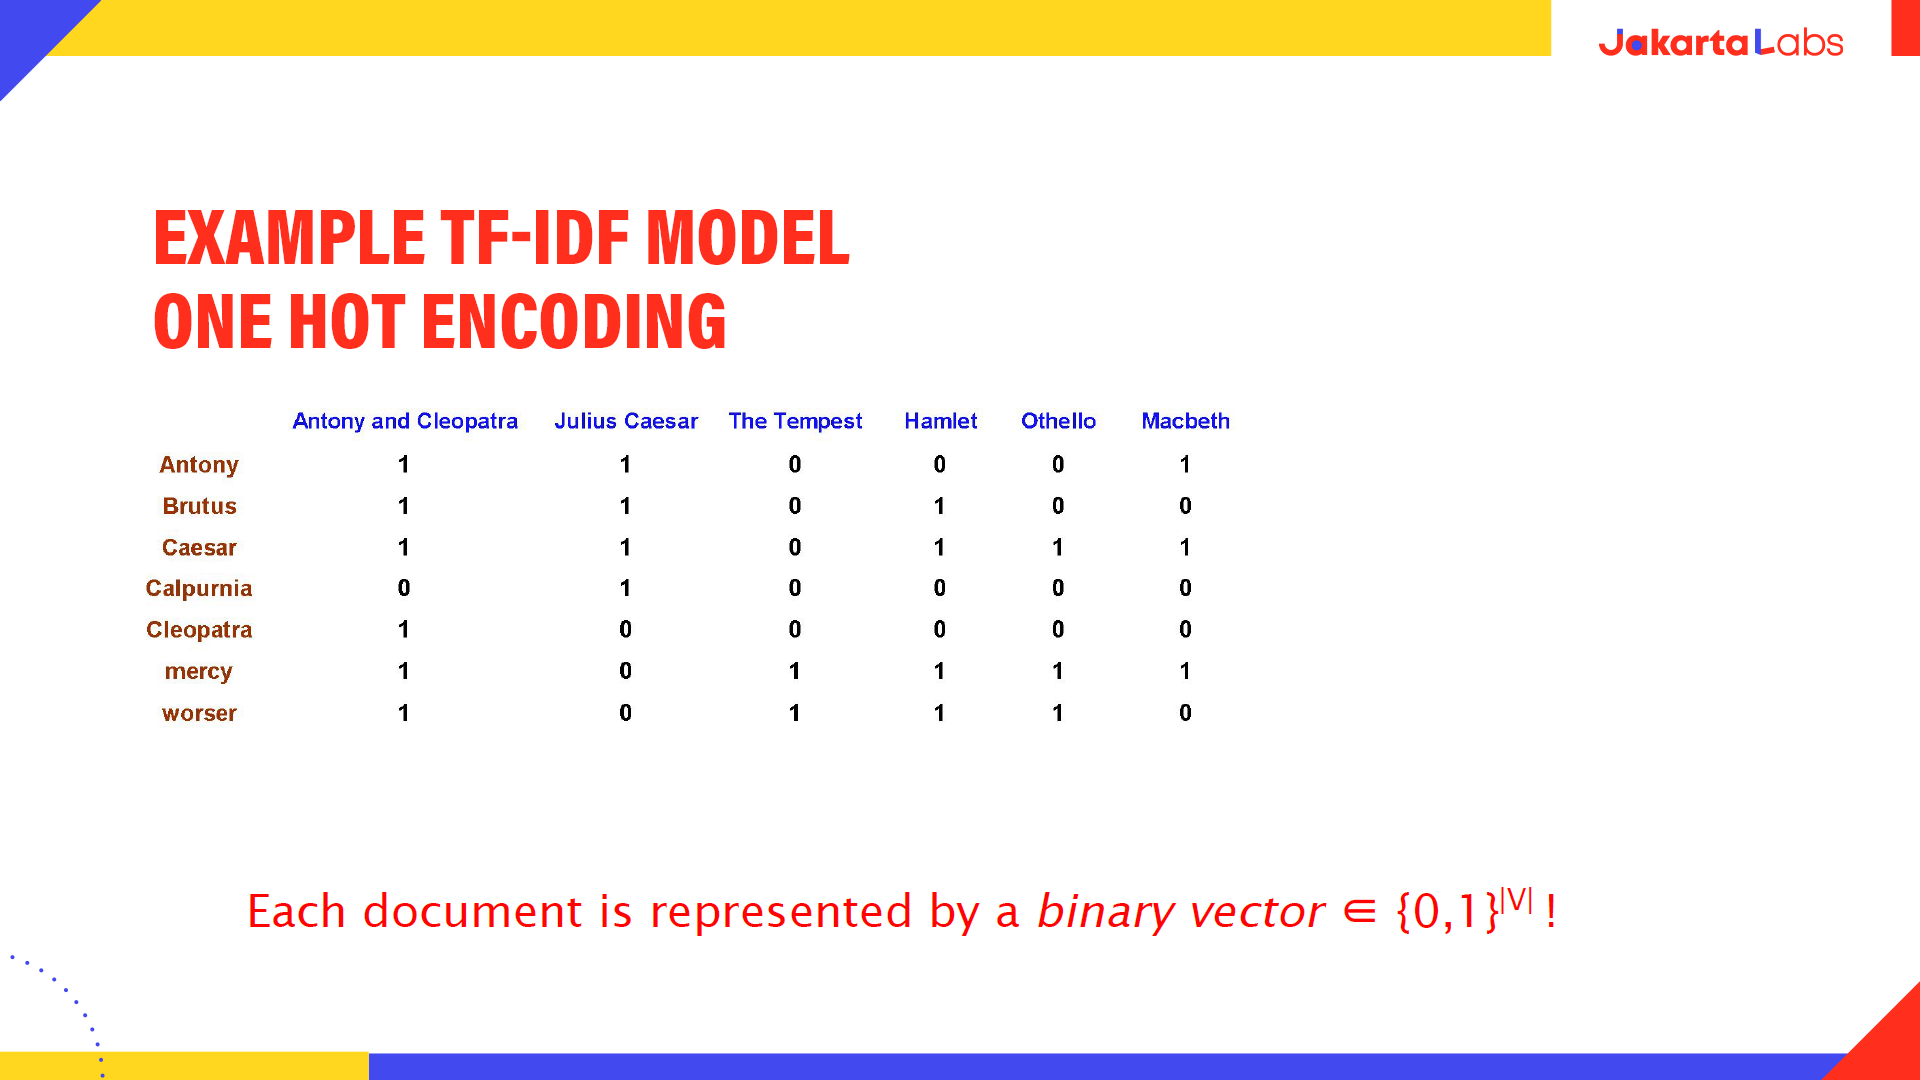 JakartaLabs
EXAMPLE TF-IDF MODEL
ONE HOT ENCODING
Antony and Cleopatra Julius Caesar The Tempest Hamlet Othello Macbeth
Antony 1 1 0 0 0 1
Brutus 1 1 0 1 0 0
Caesar 1 1 0 1 1 1
Calpurnia 0 1 0 0 0 0
Cleopatra 1 0 0 0 0 0
mercy 1 0 1 1 1 1
worser 1 0 1 1 1 0
Each document is represented by a binary vector ∈ {0,1}|V| !